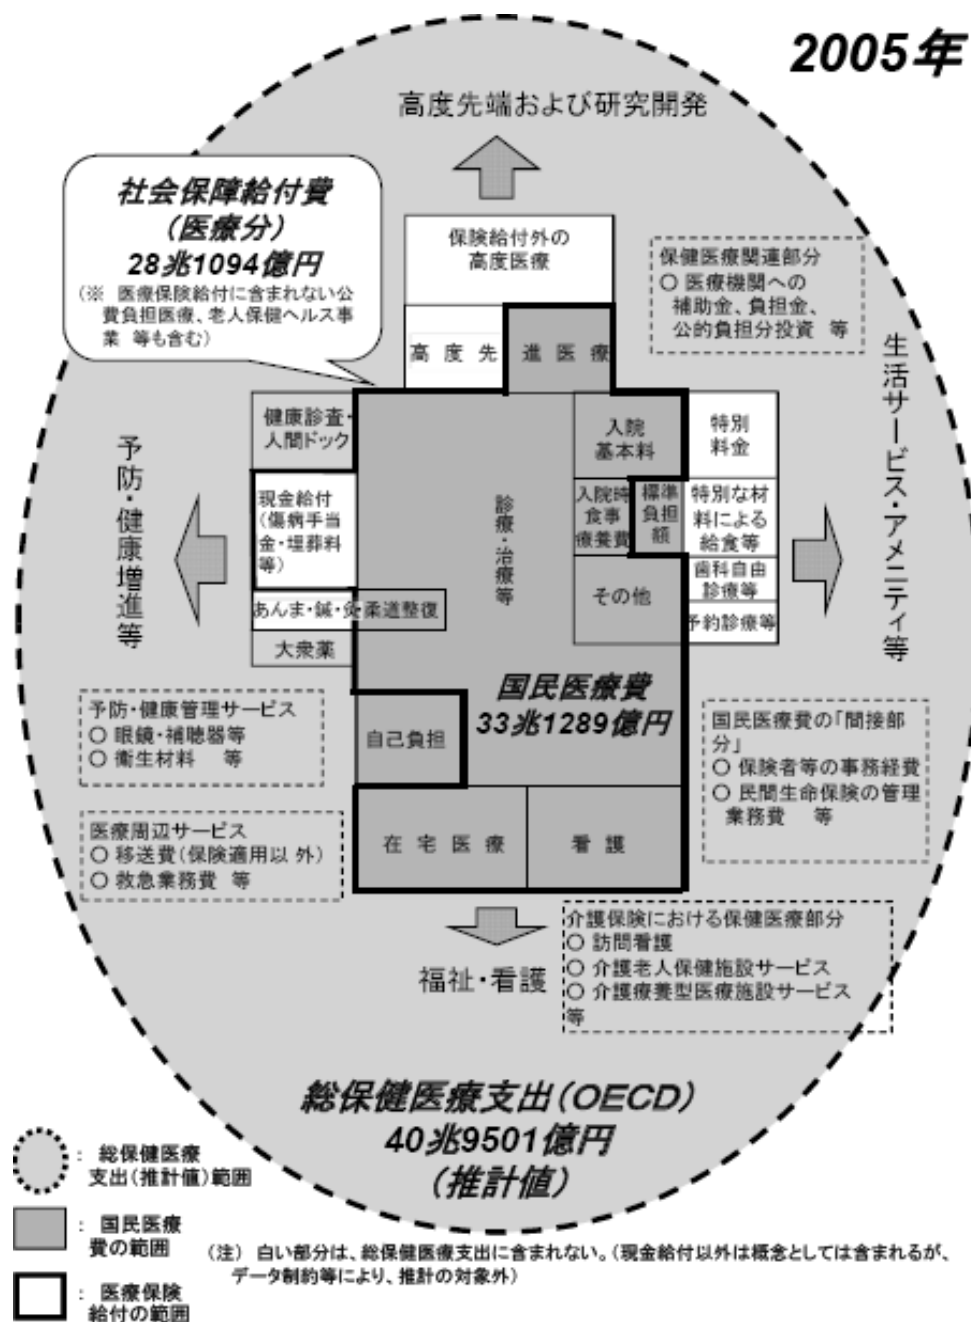 2005年
高度先端および研究開発
社会保障給付費
（医療分）
28兆1094億円
（※ 医療保険給付に含まれない公
費負担医療、老人保健ヘルス事
業 等も含む）
保険給付外の
高度医療
高 度 先 進 医 療
保健医療関連部分
○ 医療機関への
補助金、負担金、
公的負担分投資 等
生活サービス・アメニティ等
予防・健康増進等
健康診査・
人間ドック
現金給付
（傷病手当
金・埋葬料
等）
あんま・鍼・灸・柔道整復
大衆薬
診療・治療等
入院
基本料
特別
料金
入院時
食事
療養費
標準
負担
額
特別な材
料による
給食等
歯科自由
診療等
その他
予約診療等
国民医療費
33兆1289億円
自己負担
在 宅 医 療
看 護
予防・健康管理サービス
○ 眼鏡・補聴器等
○ 衛生材料 等
医療周辺サービス
○ 移送費（保険適用以 外）
○ 救急業務費 等
国民医療費の「間接部
分」
○ 保険者等の事務経費
○ 民間生命保険の管理
業務費 等
福祉・看護
介護保険における保健医療部分
○ 訪問看護
○ 介護老人保健施設サービス
○ 介護療養型医療施設サービス
等
総保健医療支出（OECD）
40兆9501億円
（推計値）
： 総保健医療
支出（推計値）範囲
： 国民医療
費の範囲
： 医療保険
給付の範囲
（注） 白い部分は、総保健医療支出に含まれない。（現金給付以外は概念としては含まれるが、
データ制約等により、推計の対象外）